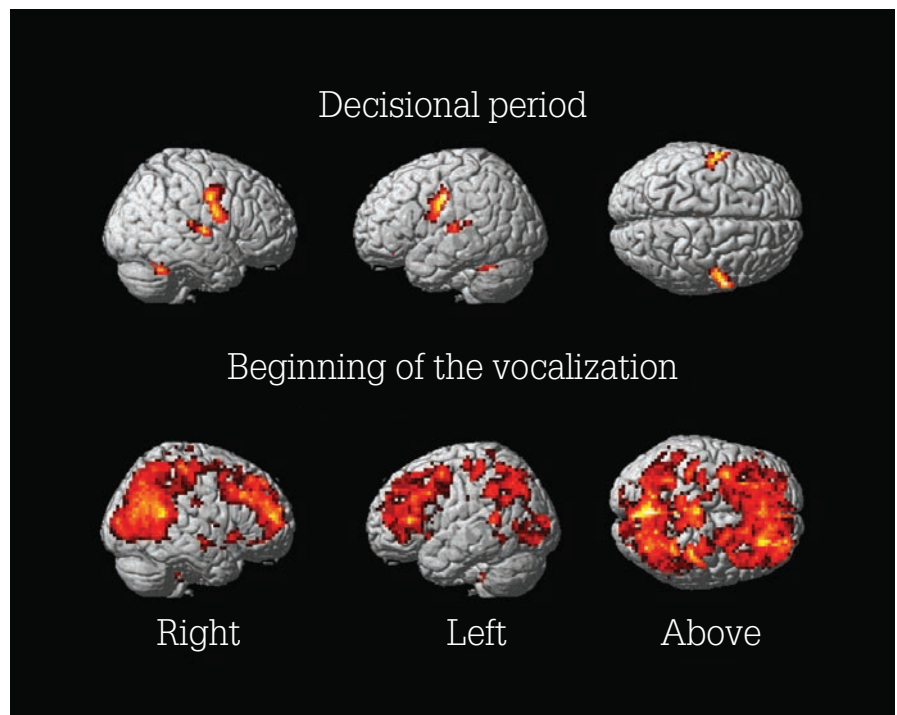 Decisional period
Beginning of the vocalization
Right Left Above